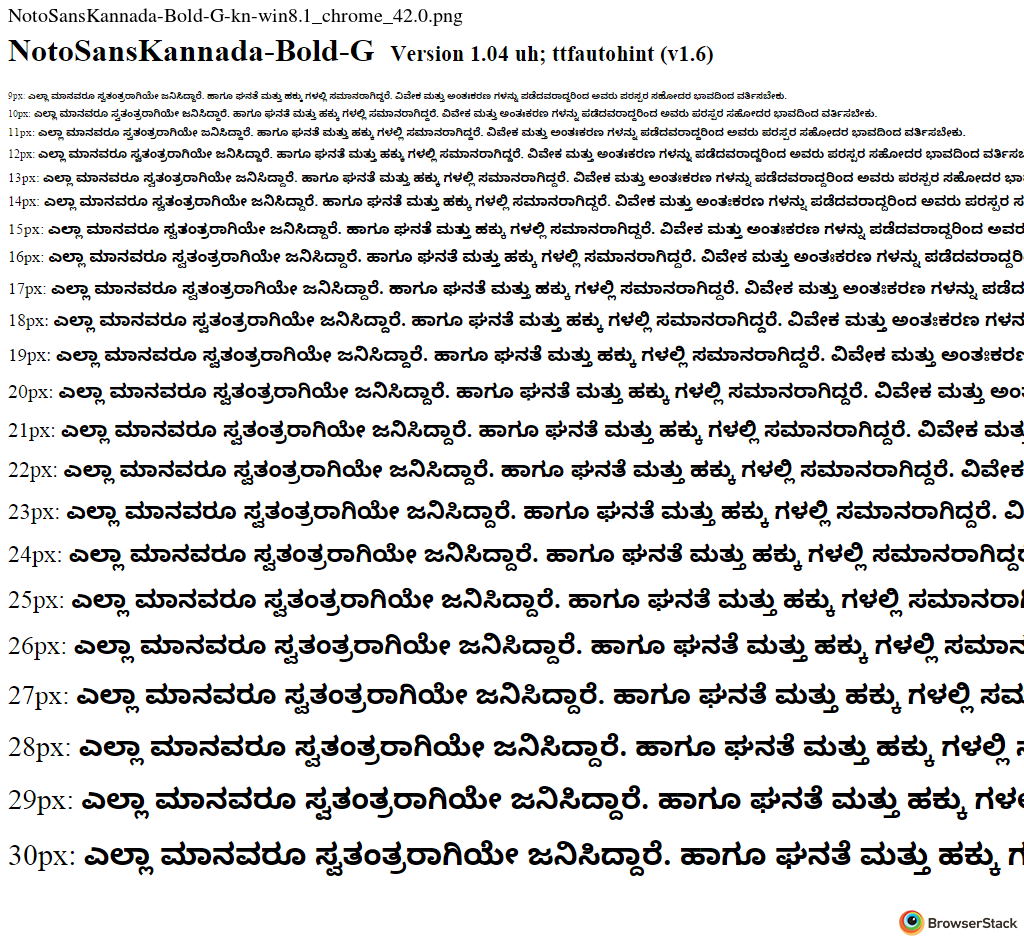 NotoSansKannada-Bold-G-kn-win8.1_chrome_42.0.png
NotoSansKannada-Bold-G Version 1.04 uh; ttfautohint (v1.6)
9px: ಎಲ್ಲಾ ಮಾನವರೂ ಸ್ವತಂತ್ರರಾಗಿಯೇ ಜನಿಸಿದ್ದಾರೆ. ಹಾಗೂ ಘನತೆ ಮತ್ತು ಹಕ್ಕು ಗಳಲ್ಲಿ ಸಮಾನರಾಗಿದ್ದರೆ. ವಿವೇಕ ಮತ್ತು ಅಂತಃಕರಣ ಗಳನ್ನು ಪಡೆದವರಾದ್ದರಿಂದ ಅವರು ಪರಸ್ಪರ ಸಹೋದರ ಭಾವದಿಂದ ವರ್ತಿಸಬೇಕು.
10px: ಎಲ್ಲಾ ಮಾನವರೂ ಸ್ವತಂತ್ರರಾಗಿಯೇ ಜನಿಸಿದ್ದಾರೆ. ಹಾಗೂ ಘನತೆ ಮತ್ತು ಹಕ್ಕು ಗಳಲ್ಲಿ ಸಮಾನರಾಗಿದ್ದರೆ. ವಿವೇಕ ಮತ್ತು ಅಂತಃಕರಣ ಗಳನ್ನು ಪಡೆದವರಾದ್ದರಿಂದ ಅವರು ಪರಸ್ಪರ ಸಹೋದರ ಭಾವದಿಂದ ವರ್ತಿಸಬೇಕು.
11px: ಎಲ್ಲಾ ಮಾನವರೂ ಸ್ವತಂತ್ರರಾಗಿಯೇ ಜನಿಸಿದ್ದಾರೆ. ಹಾಗೂ ಘನತೆ ಮತ್ತು ಹಕ್ಕು ಗಳಲ್ಲಿ ಸಮಾನರಾಗಿದ್ದರೆ. ವಿವೇಕ ಮತ್ತು ಅಂತಃಕರಣ ಗಳನ್ನು ಪಡೆದವರಾದ್ದರಿಂದ ಅವರು ಪರಸ್ಪರ ಸಹೋದರ ಭಾವದಿಂದ ವರ್ತಿಸಬೇಕು.
12px: ಎಲ್ಲಾ ಮಾನವರೂ ಸ್ವತಂತ್ರರಾಗಿಯೇ ಜನಿಸಿದ್ದಾರೆ. ಹಾಗೂ ಘನತೆ ಮತ್ತು ಹಕ್ಕು ಗಳಲ್ಲಿ ಸಮಾನರಾಗಿದ್ದರೆ. ವಿವೇಕ ಮತ್ತು ಅಂತಃಕರಣ ಗಳನ್ನು ಪಡೆದವರಾದ್ದರಿಂದ ಅವರು ಪರಸ್ಪರ ಸಹೋದರ ಭಾವದಿಂದ
13px: ಎಲ್ಲಾ ಮಾನವರೂ ಸ್ವತಂತ್ರರಾಗಿಯೇ ಜನಿಸಿದ್ದಾರೆ. ಹಾಗೂ ಘನತೆ ಮತ್ತು ಹಕ್ಕು ಗಳಲ್ಲಿ ಸಮಾನರಾಗಿದ್ದರೆ. ವಿವೇಕ ಮತ್ತು ಅಂತಃಕರಣ ಗಳನ್ನು ಪಡೆದವರಾದ್ದರಿಂದ ಅವರು ಪರಸ್ಪರ ಸಹೋದರ
14px: ಎಲ್ಲಾ ಮಾನವರೂ ಸ್ವತಂತ್ರರಾಗಿಯೇ ಜನಿಸಿದ್ದಾರೆ. ಹಾಗೂ ಘನತೆ ಮತ್ತು ಹಕ್ಕು ಗಳಲ್ಲಿ ಸಮಾನರಾಗಿದ್ದರೆ. ವಿವೇಕ ಮತ್ತು ಅಂತಃಕರಣ ಗಳನ್ನು ಪಡೆದವರಾದ್ದರಿಂದ ಅವರು ಪರಸ್ಪರ
15px: ಎಲ್ಲಾ ಮಾನವರೂ ಸ್ವತಂತ್ರರಾಗಿಯೇ ಜನಿಸಿದ್ದಾರೆ. ಹಾಗೂ ಘನತೆ ಮತ್ತು ಹಕ್ಕು ಗಳಲ್ಲಿ ಸಮಾನರಾಗಿದ್ದರೆ. ವಿವೇಕ ಮತ್ತು ಅಂತಃಕರಣ ಗಳನ್ನು ಪಡೆದವರಾದ್ದರಿಂದ
16px: ಎಲ್ಲಾ ಮಾನವರೂ ಸ್ವತಂತ್ರರಾಗಿಯೇ ಜನಿಸಿದ್ದಾರೆ. ಹಾಗೂ ಘನತೆ ಮತ್ತು ಹಕ್ಕು ಗಳಲ್ಲಿ ಸಮಾನರಾಗಿದ್ದರೆ. ವಿವೇಕ ಮತ್ತು ಅಂತಃಕರಣ ಗಳನ್ನು
17px: ಎಲ್ಲಾ ಮಾನವರೂ ಸ್ವತಂತ್ರರಾಗಿಯೇ ಜನಿಸಿದ್ದಾರೆ. ಹಾಗೂ ಘನತೆ ಮತ್ತು ಹಕ್ಕು ಗಳಲ್ಲಿ ಸಮಾನರಾಗಿದ್ದರೆ. ವಿವೇಕ ಮತ್ತು ಅಂತಃಕರಣ ಗಳನ್ನು
18px: ಎಲ್ಲಾ ಮಾನವರೂ ಸ್ವತಂತ್ರರಾಗಿಯೇ ಜನಿಸಿದ್ದಾರೆ. ಹಾಗೂ ಘನತೆ ಮತ್ತು ಹಕ್ಕು ಗಳಲ್ಲಿ ಸಮಾನರಾಗಿದ್ದರೆ. ವಿವೇಕ ಮತ್ತು ಅಂತಃಕರಣ
19px: ಎಲ್ಲಾ ಮಾನವರೂ ಸ್ವತಂತ್ರರಾಗಿಯೇ ಜನಿಸಿದ್ದಾರೆ. ಹಾಗೂ ಘನತೆ ಮತ್ತು ಹಕ್ಕು ಗಳಲ್ಲಿ ಸಮಾನರಾಗಿದ್ದರೆ. ವಿವೇಕ ಮತ್ತು
20px: ಎಲ್ಲಾ ಮಾನವರೂ ಸ್ವತಂತ್ರರಾಗಿಯೇ ಜನಿಸಿದ್ದಾರೆ. ಹಾಗೂ ಘನತೆ ಮತ್ತು ಹಕ್ಕು ಗಳಲ್ಲಿ ಸಮಾನರಾಗಿದ್ದರೆ. ವಿವೇಕ ಮತ್ತು
21px: ಎಲ್ಲಾ ಮಾನವರೂ ಸ್ವತಂತ್ರರಾಗಿಯೇ ಜನಿಸಿದ್ದಾರೆ. ಹಾಗೂ ಘನತೆ ಮತ್ತು ಹಕ್ಕು ಗಳಲ್ಲಿ ಸಮಾನರಾಗಿದ್ದರೆ. ವಿವೇಕ
22px: ಎಲ್ಲಾ ಮಾನವರೂ ಸ್ವತಂತ್ರರಾಗಿಯೇ ಜನಿಸಿದ್ದಾರೆ. ಹಾಗೂ ಘನತೆ ಮತ್ತು ಹಕ್ಕು ಗಳಲ್ಲಿ ಸಮಾನರಾಗಿದ್ದರೆ. ವಿವೇಕ
23px: ಎಲ್ಲಾ ಮಾನವರೂ ಸ್ವತಂತ್ರರಾಗಿಯೇ ಜನಿಸಿದ್ದಾರೆ. ಹಾಗೂ ಘನತೆ ಮತ್ತು ಹಕ್ಕು ಗಳಲ್ಲಿ ಸಮಾನರಾಗಿದ್ದರೆ. ವಿ
24px: ಎಲ್ಲಾ ಮಾನವರೂ ಸ್ವತಂತ್ರರಾಗಿಯೇ ಜನಿಸಿದ್ದಾರೆ. ಹಾಗೂ ಘನತೆ ಮತ್ತು ಹಕ್ಕು ಗಳಲ್ಲಿ
25px: ಎಲ್ಲಾ ಮಾನವರೂ ಸ್ವತಂತ್ರರಾಗಿಯೇ ಜನಿಸಿದ್ದಾರೆ. ಹಾಗೂ ಘನತೆ ಮತ್ತು ಹಕ್ಕು ಗಳಲ್ಲಿ
26px: ಎಲ್ಲಾ ಮಾನವರೂ ಸ್ವತಂತ್ರರಾಗಿಯೇ ಜನಿಸಿದ್ದಾರೆ. ಹಾಗೂ ಘನತೆ ಮತ್ತು ಹಕ್ಕು ಗಳಲ್ಲಿ
27px: ಎಲ್ಲಾ ಮಾನವರೂ ಸ್ವತಂತ್ರರಾಗಿಯೇ ಜನಿಸಿದ್ದಾರೆ. ಹಾಗೂ ಘನತೆ ಮತ್ತು ಹಕ್ಕು ಗಳಲ್ಲಿ
28px: ಎಲ್ಲಾ ಮಾನವರೂ ಸ್ವತಂತ್ರರಾಗಿಯೇ ಜನಿಸಿದ್ದಾರೆ. ಹಾಗೂ ಘನತೆ ಮತ್ತು ಹಕ್ಕು ಗಳಲ್ಲಿ
29px: ಎಲ್ಲಾ ಮಾನವರೂ ಸ್ವತಂತ್ರರಾಗಿಯೇ ಜನಿಸಿದ್ದಾರೆ. ಹಾಗೂ ಘನತೆ ಮತ್ತು ಹಕ್ಕು
30px: ಎಲ್ಲಾ ಮಾನವರೂ ಸ್ವತಂತ್ರರಾಗಿಯೇ ಜನಿಸಿದ್ದಾರೆ. ಹಾಗೂ ಘನತೆ ಮತ್ತು ಹಕ್ಕು
BrowserStack